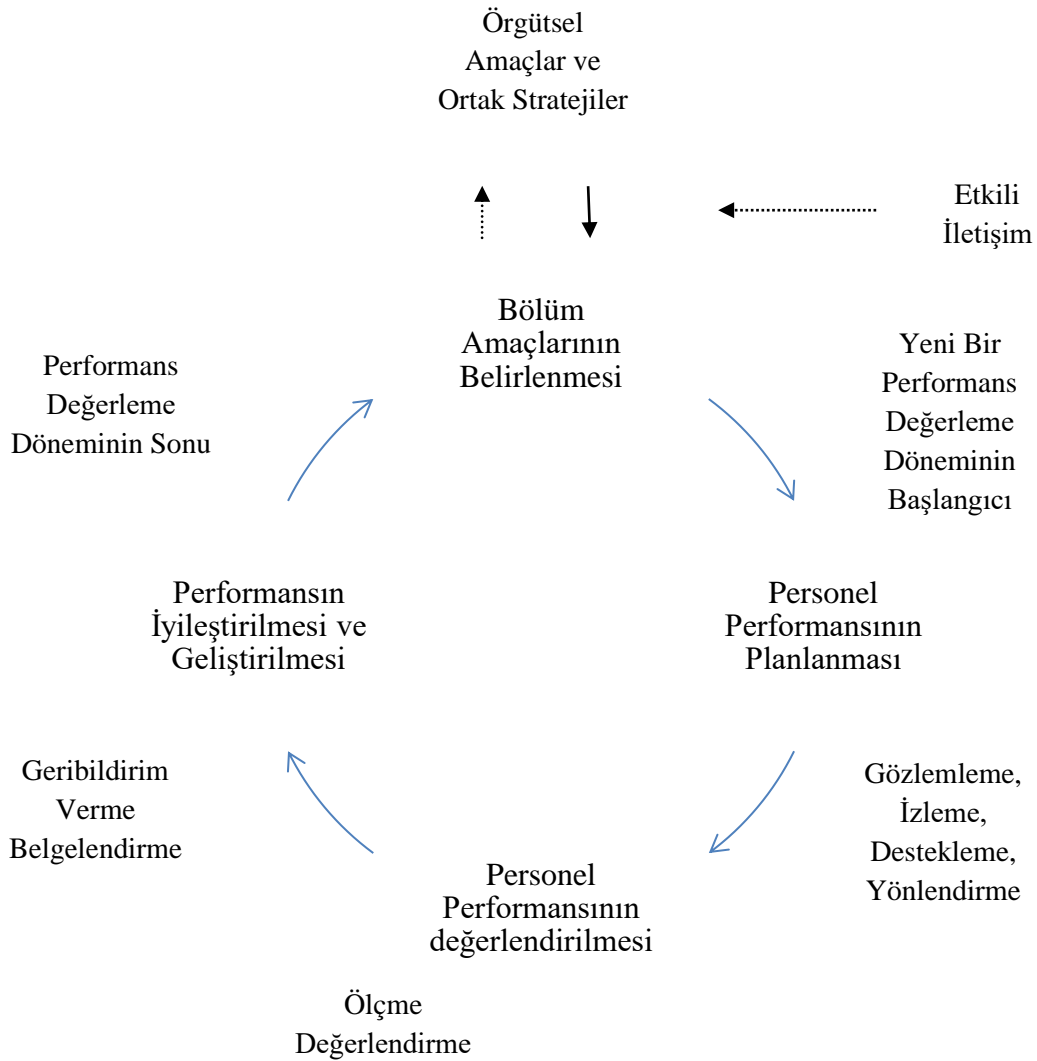 Örgütsel
Amaçlar ve
Ortak Stratejiler
Etkili
İletişim
Bölüm
Amaçlarının
Belirlenmesi
Performans
Değerleme
Döneminin Sonu
Yeni Bir
Performans
Değerleme
Döneminin
Başlangıcı
Performansın
İyileştirilmesi ve
Geliştirilmesi
Personel
Performansının
Planlanması
Geribildirim
Verme
Belgelendirme
Gözlemleme,
İzleme,
Destekleme,
Yönlendirme
Personel
Performansının
değerlendirilmesi
Ölçme
Değerlendirme